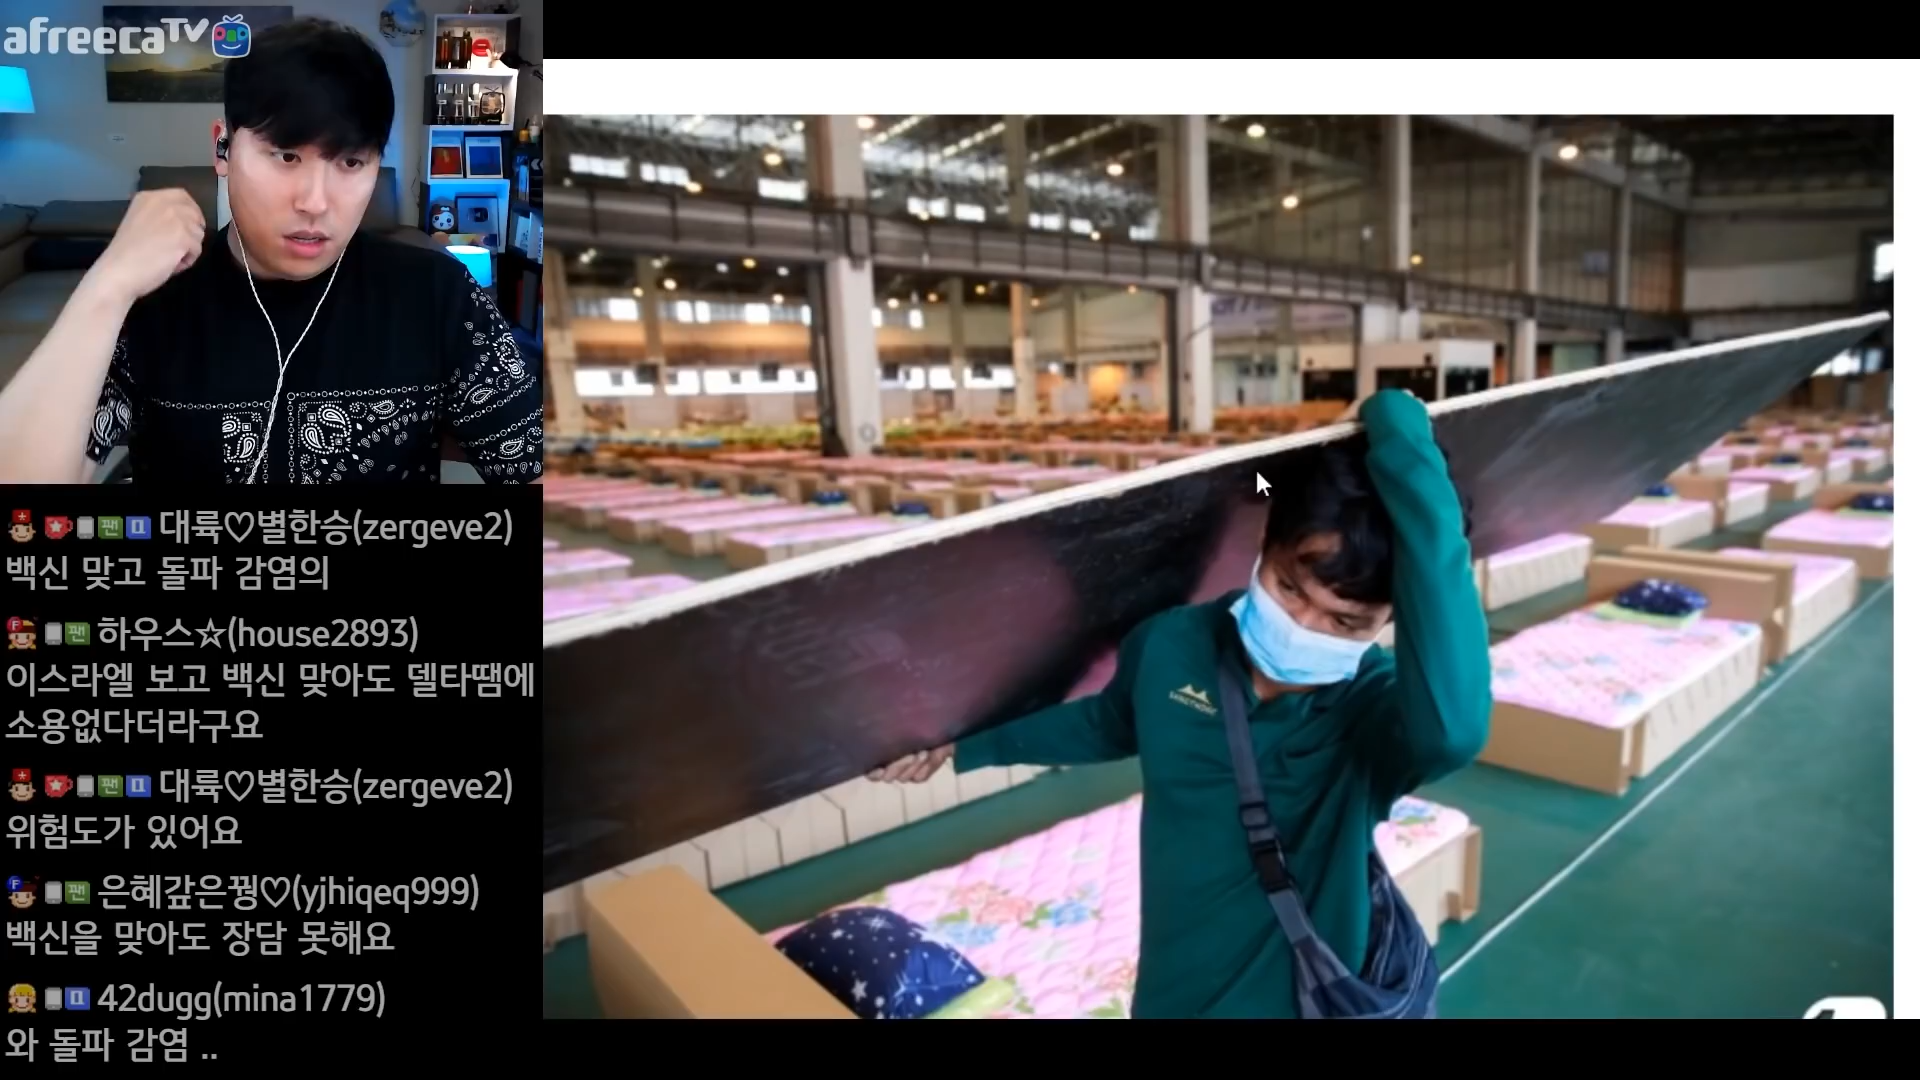 afreecaTV
대륙♡별한승(zergeve2)
백신 맞고 돌파 감염의
하우스☆(house2893)
이스라엘 보고 백신 맞아도 델타땜에
소용없다더라구요
대륙♡별한승(zergeve2)
위험도가 있어요
은혜갚은꿩♡(yjhiqeq999)
백신을 맞아도 장담 못해요
42dugg(mina1779)
와 돌파 감염 ..